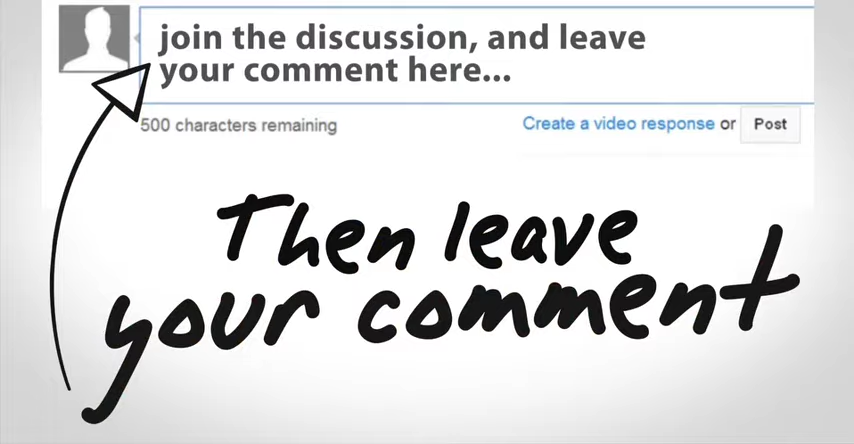 join the discussion, and leave
your comment here...
500 characters remaining
Create a video response or Post
Then leave
your comment